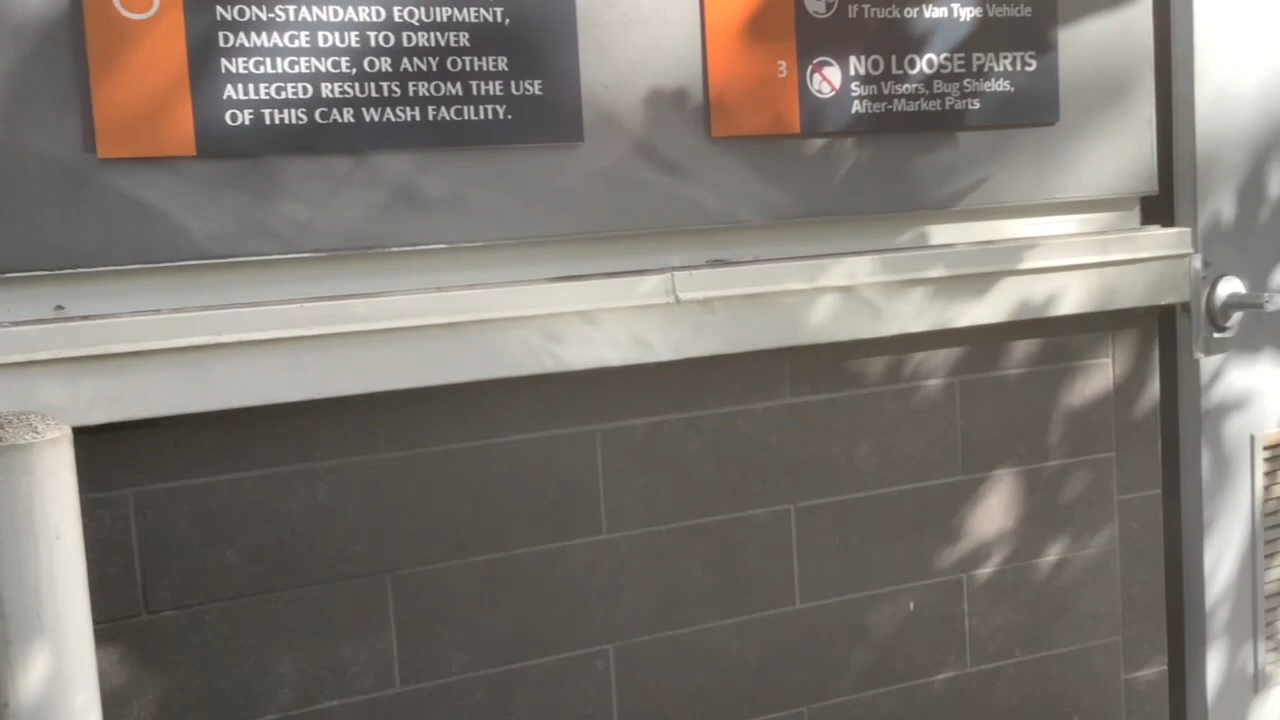 NON-STANDARD EQUIPMENT,
DAMAGE DUE TO DRIVER
NEGLIGENCE, OR ANY OTHER
ALLEGED RESULTS FROM THE USE
OF THIS CAR WASH FACILITY.
If Truck or Van Type Vehicle
3
NO LOOSE PARTS
Sun Visors, Bug Shields,
After-Market Parts